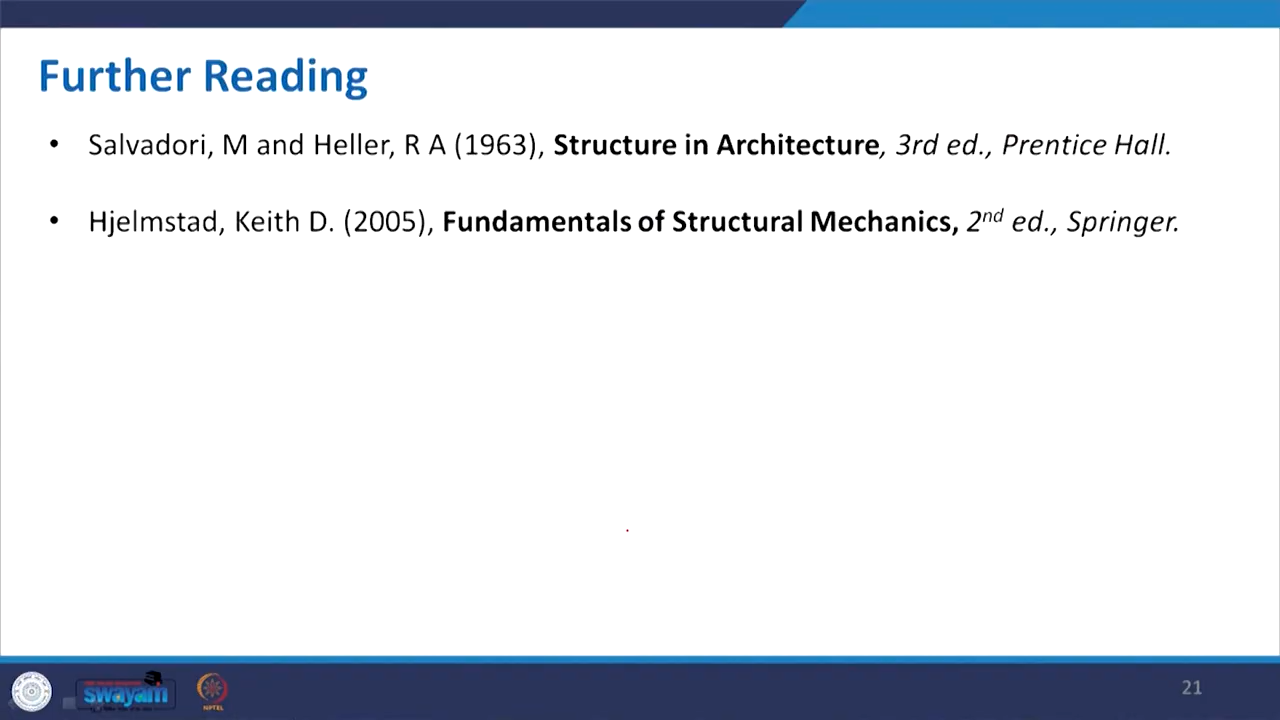 Further Reading
• Salvadori, M and Heller, R A (1963), Structure in Architecture, 3rd ed., Prentice Hall.
• Hjelmstad, Keith D. (2005), Fundamentals of Structural Mechanics, 2nd ed., Springer.
swayam
NPTEL
21